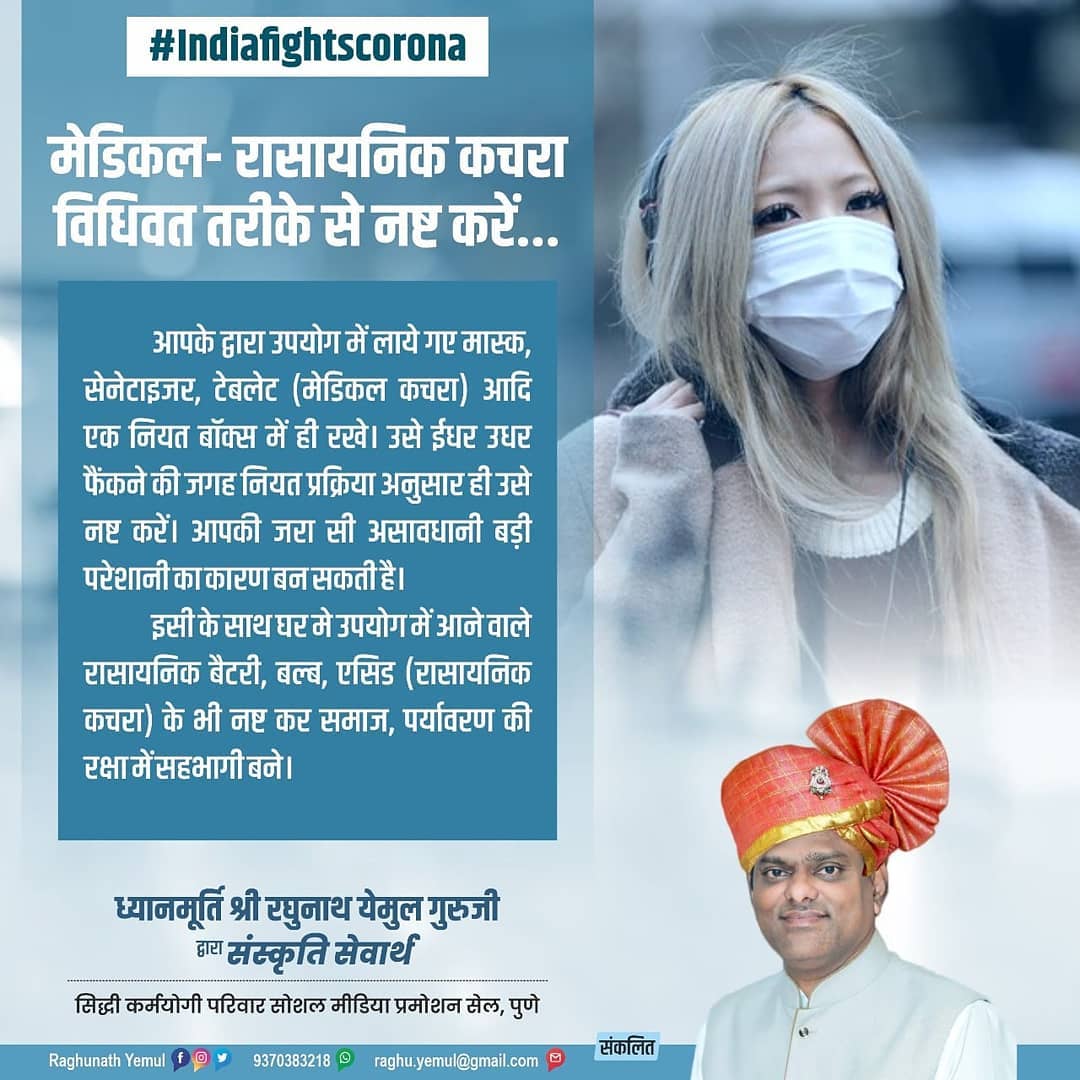 #Indiafightscorona
मेडिकल- रासायनिक कचरा
विधिवत तरीके से नष्ट करें...
आपके द्वारा उपयोग में लाये गए मास्क,
सेनेटाइजर, टेबलेट (मेडिकल कचरा) आदि
एक नियत बॉक्स में ही रखे। उसे ईधर उधर
फैंकने की जगह नियत प्रक्रिया अनुसार ही उसे
नष्ट करें। आपकी जरा सी असावधानी बड़ी
परेशानी का कारण बन सकती है।
इसी के साथ घर मे उपयोग में आने वाले
रासायनिक बैटरी, बल्ब, एसिड (रासायनिक
कचरा) के भी नष्ट कर समाज, पर्यावरण की
रक्षा में सहभागी बने।
ध्यानमूर्ति श्री रघुनाथ येमुल गुरुजी
द्वारा संस्कृति सेवार्थ
सिद्धी कर्मयोगी परिवार सोशल मीडिया प्रमोशन सेल, पुणे
संकलित
Raghunath Yemul 9370383218 raghu.yemul@gmail.com